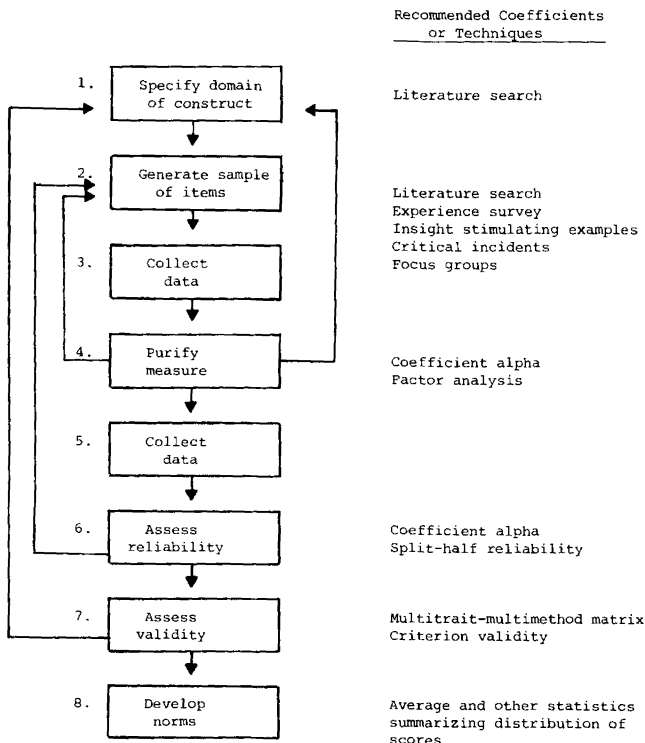 Recommended Coefficients
or Techniques
1.
Specify domain
of construct
Literature search
2.
Generate sample
of items
Literature search
Experience survey
Insight stimulating examples
Critical incidents
Focus groups
3.
Collect
data
4.
Purify
measure
Coefficient alpha
Factor analysis
5.
Collect
data
6.
Assess
reliability
Coefficient alpha
Split-half reliability
7.
Assess
validity
Multitrait-multimethod matrix
Criterion validity
8.
Develop
norms
Average and other statistics
summarizing distribution of
scores